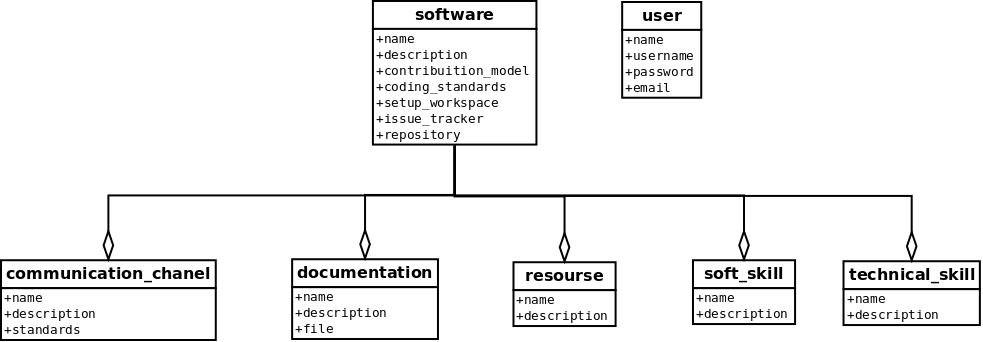 software
+name
+description
+contribuition_model
+coding_standards
+setup_workspace
+issue_tracker
+repository
user
+name
+username
+password
+email
communication_chanel
+name
+description
+standards
documentation
+name
+description
+file
resourse
+name
+description
soft_skill
+name
+description
technical_skill
+name
+description